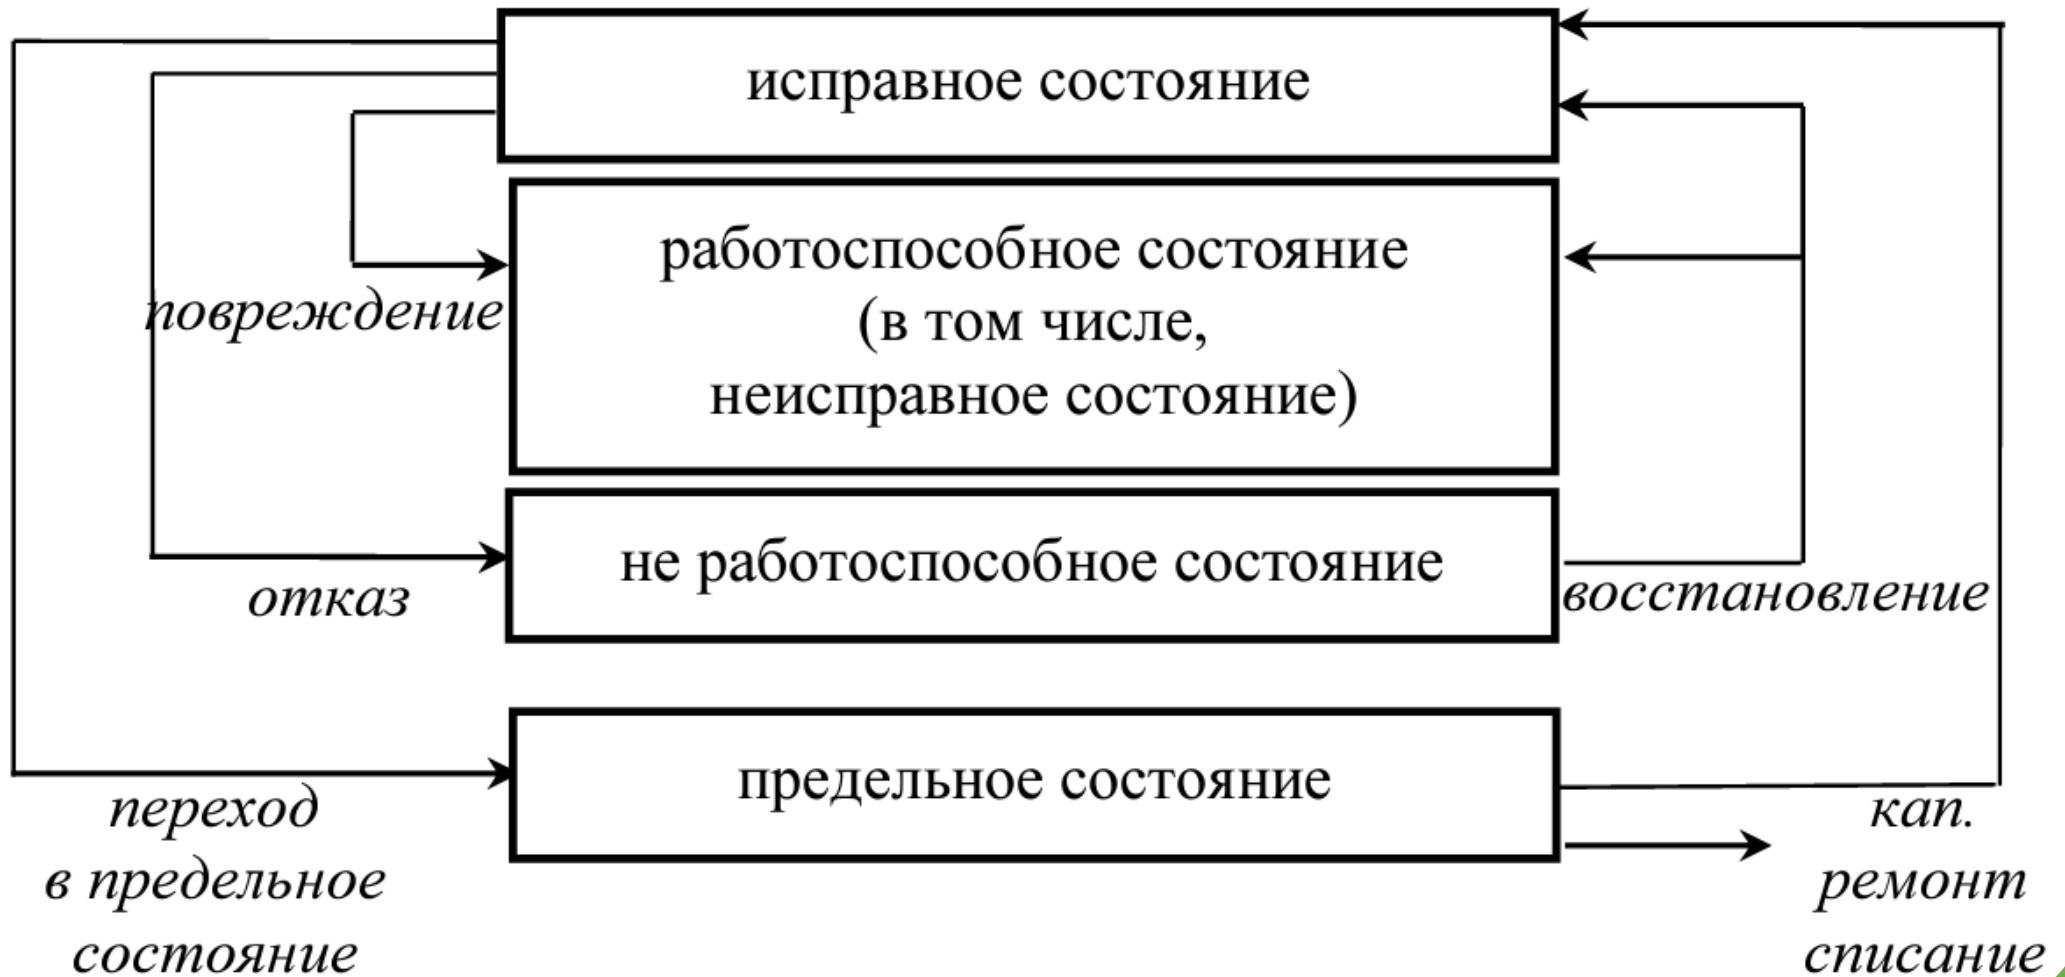 исправное состояние
работоспособное состояние
(в том числе,
неисправное состояние)
повреждение
не работоспособное состояние
отказ
восстановление
предельное состояние
переход
в предельное
состояние
кап.
ремонт
списание